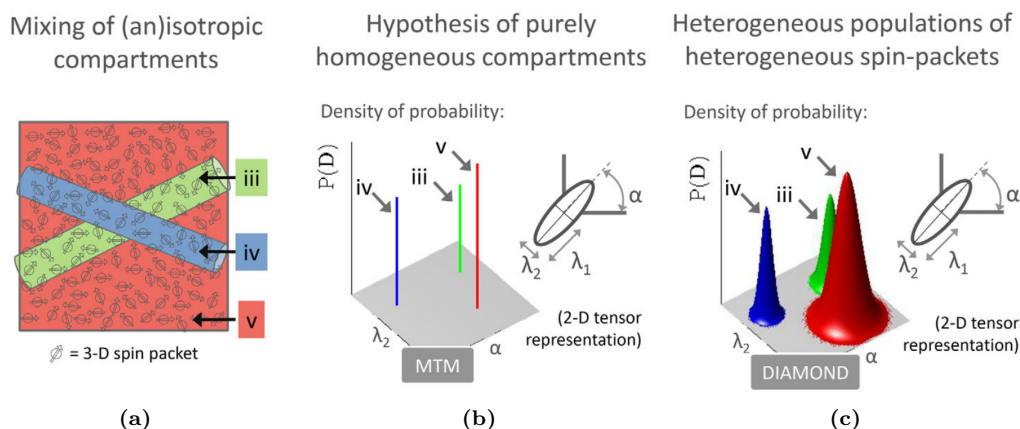 Mixing of (an)isotropic
compartments
iii
iv
v
= 3-D spin packet
(a)
Hypothesis of purely
homogeneous compartments
Density of probability:
P(D)
v
iii
iv
α
λ2
λ1
(2-D tensor
representation)
λ2
α
MTM
(b)
Heterogeneous populations of
heterogeneous spin-packets
Density of probability:
P(D)
v
iv
iii
α
λ2
λ1
(2-D tensor
representation)
λ2
α
DIAMOND
(c)